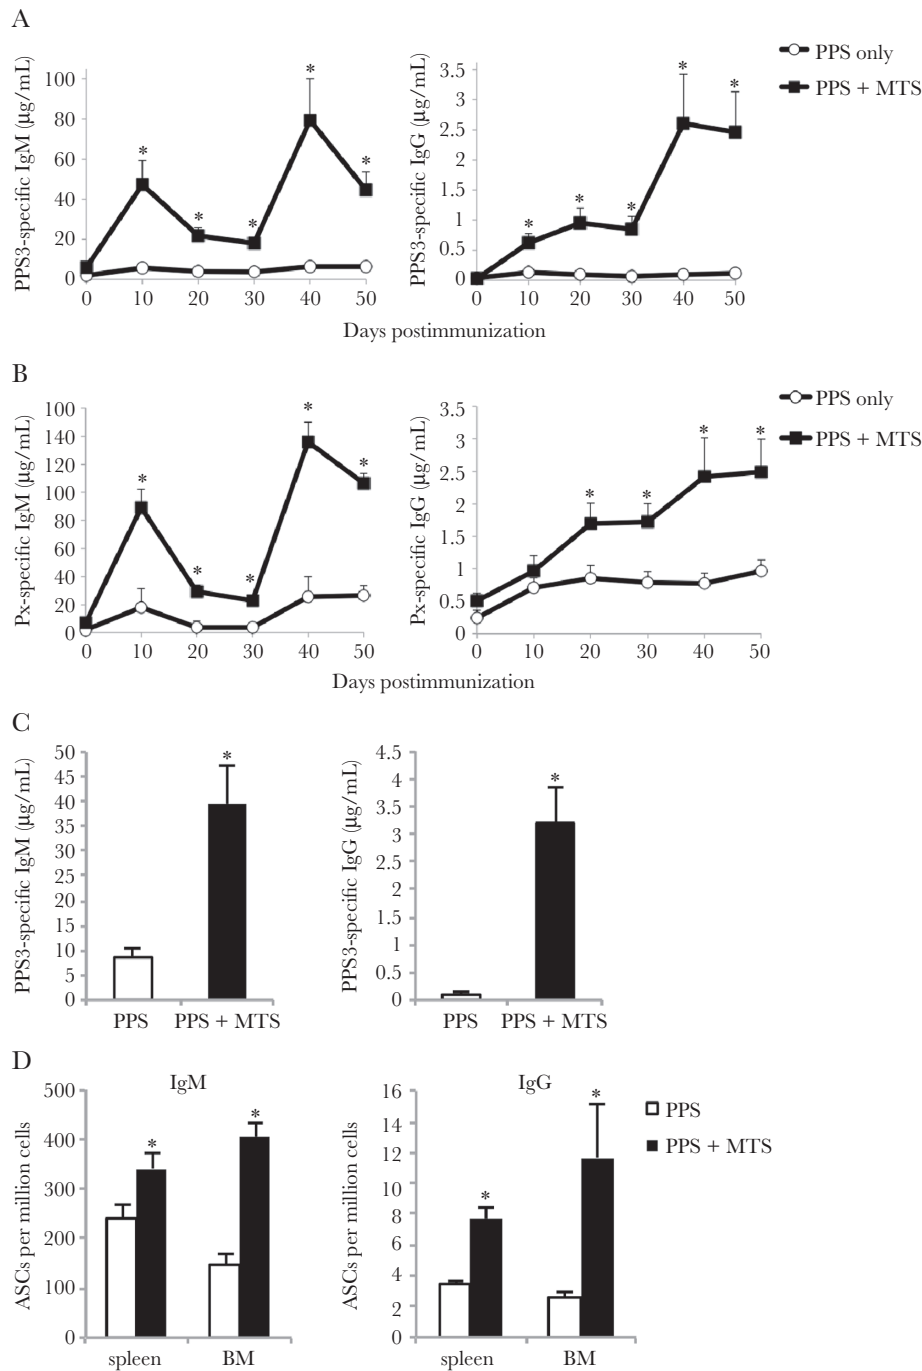 A
PPS3-specific IgM (µg/mL)
100
80
60
40
20
0
0 10 20 30 40 50
* * * * *
PPS3-specific IgG (µg/mL)
3.5
3
2.5
2
1.5
1
0.5
0
0 10 20 30 40 50
* * * * *
PPS only
PPS + MTS
Days postimmunization
B
Px-specific IgM (µg/mL)
160
140
120
100
80
60
40
20
0
0 10 20 30 40 50
* * * * *
Px-specific IgG (µg/mL)
3.5
3
2.5
2
1.5
1
0.5
0
0 10 20 30 40 50
* * * *
PPS only
PPS + MTS
Days postimmunization
C
PPS3-specific IgM (µg/mL)
50
45
40
35
30
25
20
15
10
5
0
*
PPS PPS + MTS
PPS3-specific IgG (µg/mL)
4.5
4
3.5
3
2.5
2
1.5
1
0.5
0
*
PPS PPS + MTS
D
IgM
ASCs per million cells
500
400
300
200
100
0
* *
spleen BM
IgG
ASCs per million cells
16
14
12
10
8
6
4
2
0
* *
spleen BM
PPS
PPS + MTS